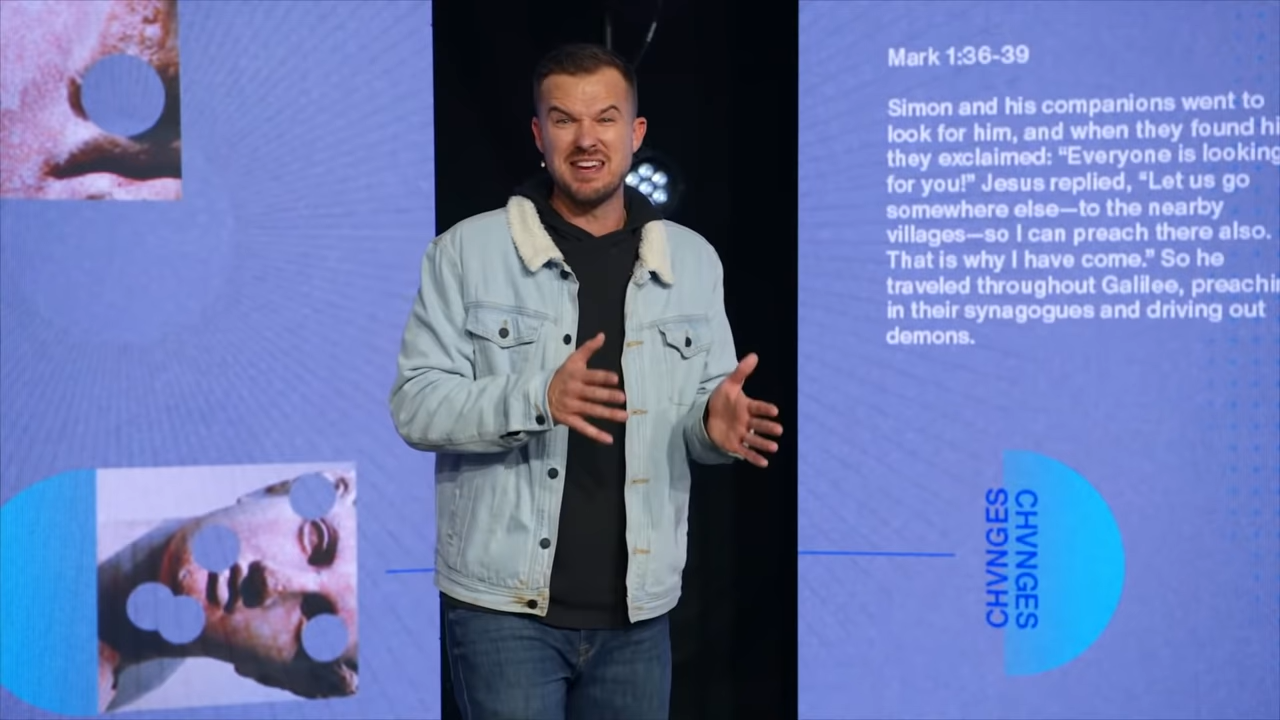 Mark 1:36-39
Simon and his companions went to
look for him, and when they found hi
they exclaimed: “Everyone is looking
for you!” Jesus replied, “Let us go
somewhere else—to the nearby
villages—so I can preach there also.
That is why I have come.” So he
traveled throughout Galilee, preachin
in their synagogues and driving out
demons.
CHVNGES
CHVNGES